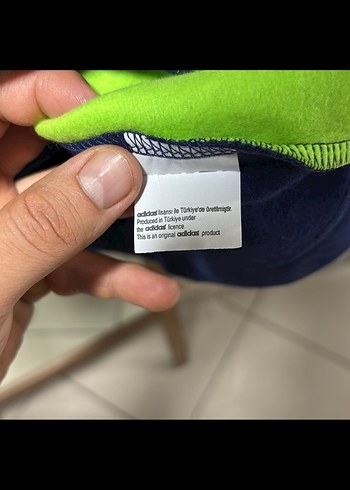 adidas lisansı ile Türkiye'de Üretilmiştir.
Produced in Türkiye under
the adidas licence.
This is an original adidas product